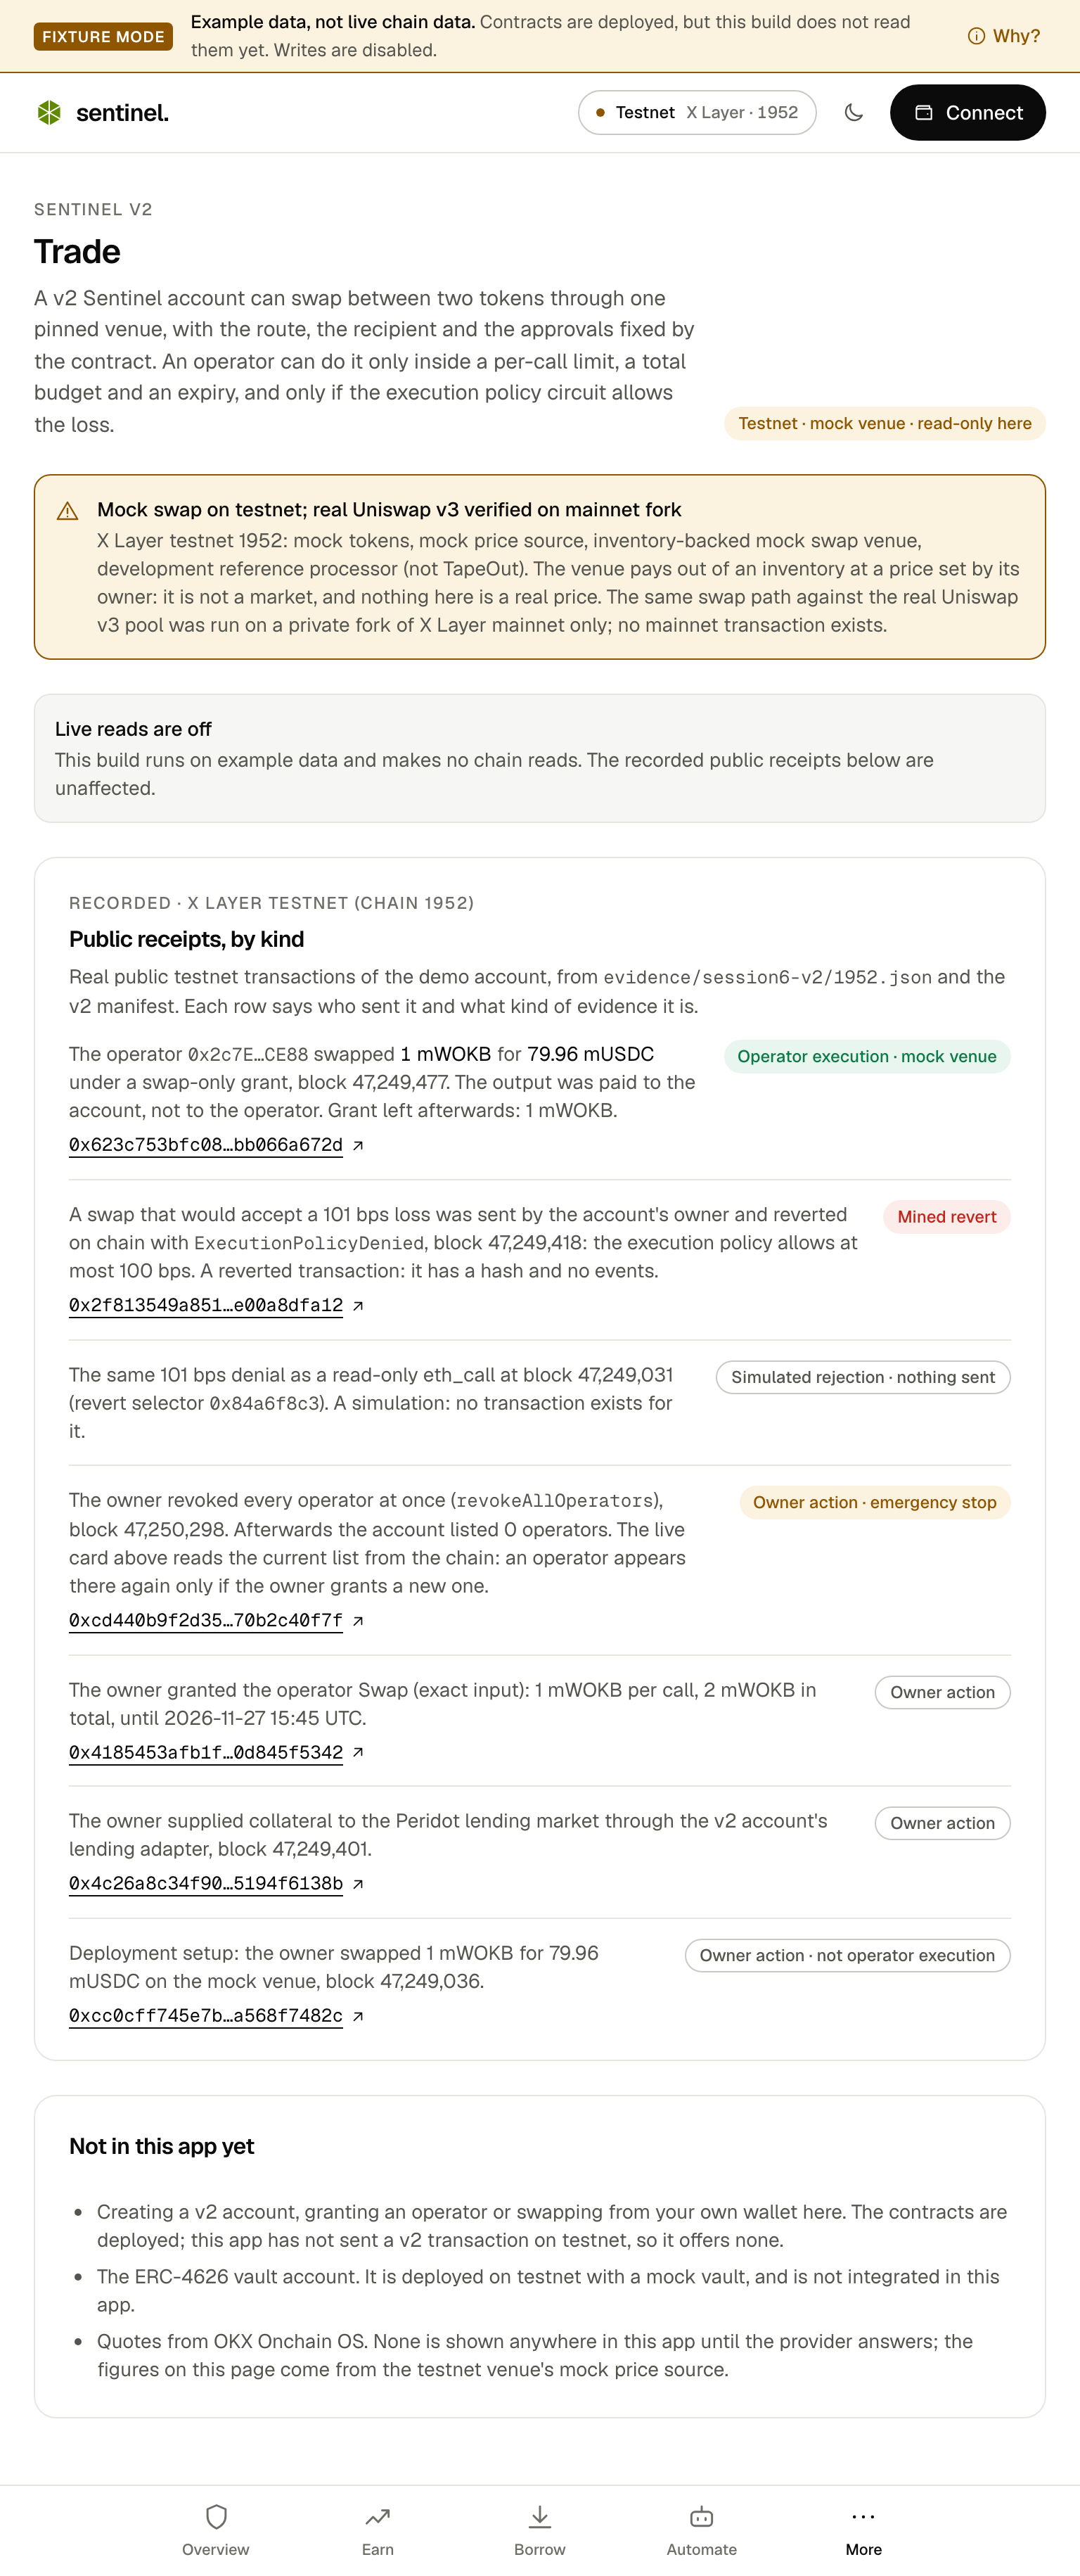 FIXTURE MODE
Example data, not live chain data. Contracts are deployed, but this build does not read
them yet. Writes are disabled.
Why?
sentinel.
Testnet X Layer · 1952
Connect
SENTINEL V2
Trade
A v2 Sentinel account can swap between two tokens through one
pinned venue, with the route, the recipient and the approvals fixed by
the contract. An operator can do it only inside a per-call limit, a total
budget and an expiry, and only if the execution policy circuit allows
the loss.
Testnet · mock venue · read-only here
Mock swap on testnet; real Uniswap v3 verified on mainnet fork
X Layer testnet 1952: mock tokens, mock price source, inventory-backed mock swap venue,
development reference processor (not TapeOut). The venue pays out of an inventory at a price set by its
owner: it is not a market, and nothing here is a real price. The same swap path against the real Uniswap
v3 pool was run on a private fork of X Layer mainnet only; no mainnet transaction exists.
Live reads are off
This build runs on example data and makes no chain reads. The recorded public receipts below are
unaffected.
RECORDED · X LAYER TESTNET (CHAIN 1952)
Public receipts, by kind
Real public testnet transactions of the demo account, from evidence/session6-v2/1952.json and the
v2 manifest. Each row says who sent it and what kind of evidence it is.
The operator 0x2c7E…CE88 swapped 1 mWOKB for 79.96 mUSDC
under a swap-only grant, block 47,249,477. The output was paid to the
account, not to the operator. Grant left afterwards: 1 mWOKB.
Operator execution · mock venue
0x623c753bfc08…bb066a672d ↗
A swap that would accept a 101 bps loss was sent by the account's owner and reverted
on chain with ExecutionPolicyDenied, block 47,249,418: the execution policy allows at
most 100 bps. A reverted transaction: it has a hash and no events.
Mined revert
0x2f813549a851…e00a8dfa12 ↗
The same 101 bps denial as a read-only eth_call at block 47,249,031
(revert selector 0x84a6f8c3). A simulation: no transaction exists for
it.
Simulated rejection · nothing sent
The owner revoked every operator at once (revokeAllOperators),
block 47,250,298. Afterwards the account listed 0 operators. The live
card above reads the current list from the chain: an operator appears
there again only if the owner grants a new one.
Owner action · emergency stop
0xcd440b9f2d35…70b2c40f7f ↗
The owner granted the operator Swap (exact input): 1 mWOKB per call, 2 mWOKB in
total, until 2026-11-27 15:45 UTC.
Owner action
0x4185453afb1f…0d845f5342 ↗
The owner supplied collateral to the Peridot lending market through the v2 account's
lending adapter, block 47,249,401.
Owner action
0x4c26a8c34f90…5194f6138b ↗
Deployment setup: the owner swapped 1 mWOKB for 79.96
mUSDC on the mock venue, block 47,249,036.
Owner action · not operator execution
0xcc0cff745e7b…a568f7482c ↗
Not in this app yet
• Creating a v2 account, granting an operator or swapping from your own wallet here. The contracts are
deployed; this app has not sent a v2 transaction on testnet, so it offers none.
• The ERC-4626 vault account. It is deployed on testnet with a mock vault, and is not integrated in this
app.
• Quotes from OKX Onchain OS. None is shown anywhere in this app until the provider answers; the
figures on this page come from the testnet venue's mock price source.
Overview
Earn
Borrow
Automate
More